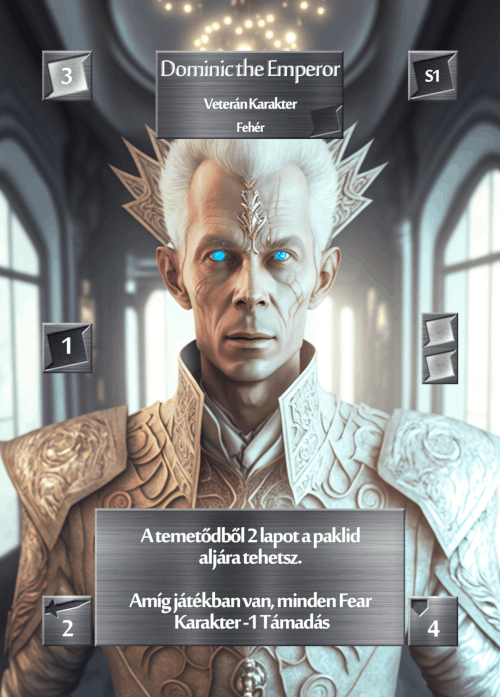 3
Dominic the Emperor
S1
Veterán Karakter
Fehér
1
A temetődből 2 lapot a paklid
aljára tehetsz.
Amíg játékban van, minden Fear
Karakter -1 Támadás
2
4